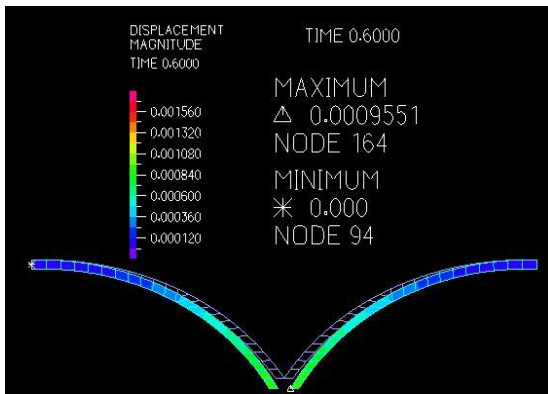 DISPLACEMENT
MAGNITUDE
TIME 0.6000
0.001560
0.001320
0.001080
0.000840
0.000600
0.000360
0.000120
TIME 0.6000
MAXIMUM
0.0009551
NODE 164
MINIMUM
0.000
NODE 94